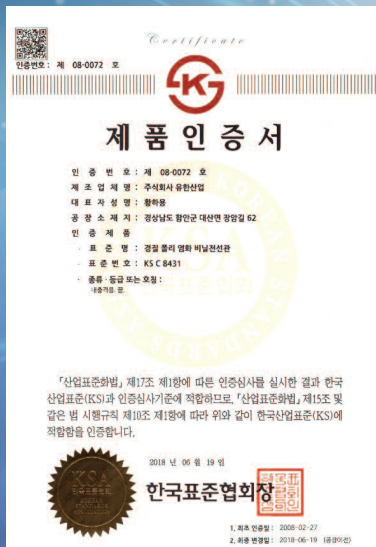 Certificate
인증번호 : 제 08-0072 호
제품인증서
인 증 번 호 : 제 08-0072 호
제 조 업 체 명 : 주식회사 유한산업
대 표 자 성 명 : 황하용
공 장 소 재 지 : 경상남도 함안군 대산면 장암길 62
인 증 제 품
· 표 준 명 : 경질 폴리 염화 비닐전선관
· 표 준 번 호 : KS C 8431
· 종류·등급 또는 호칭 :
「산업표준화법」 제17조 제1항에 따른 인증심사를 실시한 결과 한국
산업표준(KS)과 인증심사기준에 적합하므로, 「산업표준화법」 제15조 및
같은 법 시행규칙 제10조 제1항에 따라 위와 같이 한국산업표준(KS)에
적합함을 인증합니다.
2018 년 06 월 19 일
KSA
한국표준협회장
1. 최초 인증일 : 2008-02-27
2. 최종 변경일 : 2018-06-19 (공장이전)